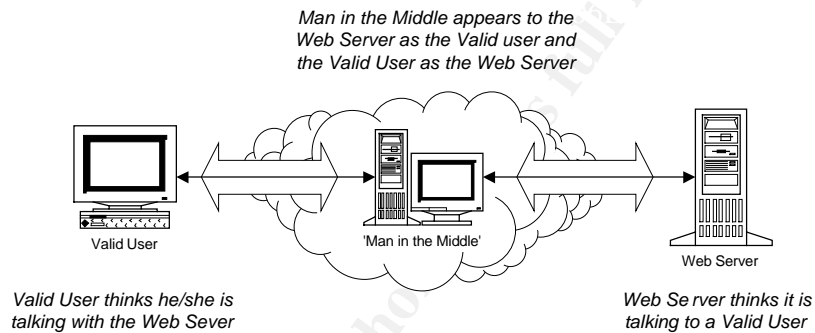 Man in the Middle appears to the
Web Server as the Valid user and
the Valid User as the Web Server
Valid User
'Man in the Middle'
Web Server
Valid User thinks he/she is
talking with the Web Sever
Web Se rver thinks it is
talking to a Valid User